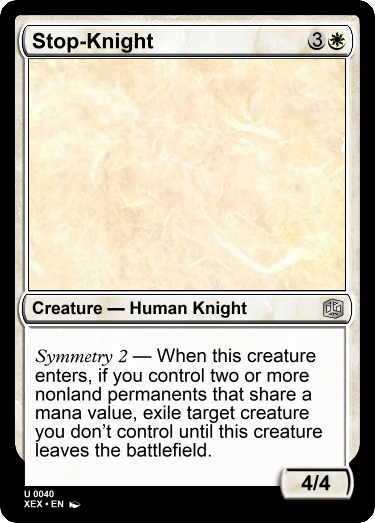 Stop-Knight 3
Creature — Human Knight
Symmetry 2 — When this creature
enters, if you control two or more
nonland permanents that share a
mana value, exile target creature
you don't control until this creature
leaves the battlefield.
4/4
U 0040
XEX • EN